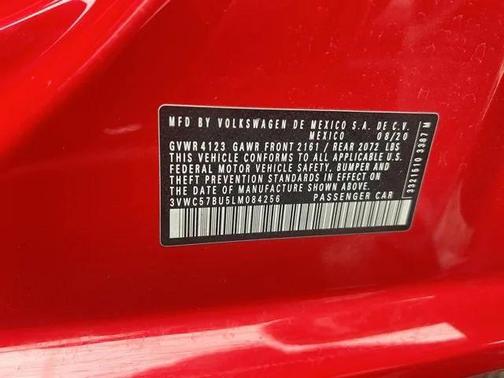 MFD BY VOLKSWAGEN DE MEXICO S.A. DE C.V.
MEXICO 08/20
GVWR 4123 GAWR FRONT 2161 / REAR 2072 LBS
THIS VEHICLE CONFORMS TO ALL APPLICABLE U.S.
FEDERAL MOTOR VEHICLE SAFETY, BUMPER AND
THEFT PREVENTION STANDARDS IN EFFECT ON THE
DATE OF MANUFACTURE SHOWN ABOVE.
3VWC57BU5LM084256 PASSENGER CAR
3321610 3387 M